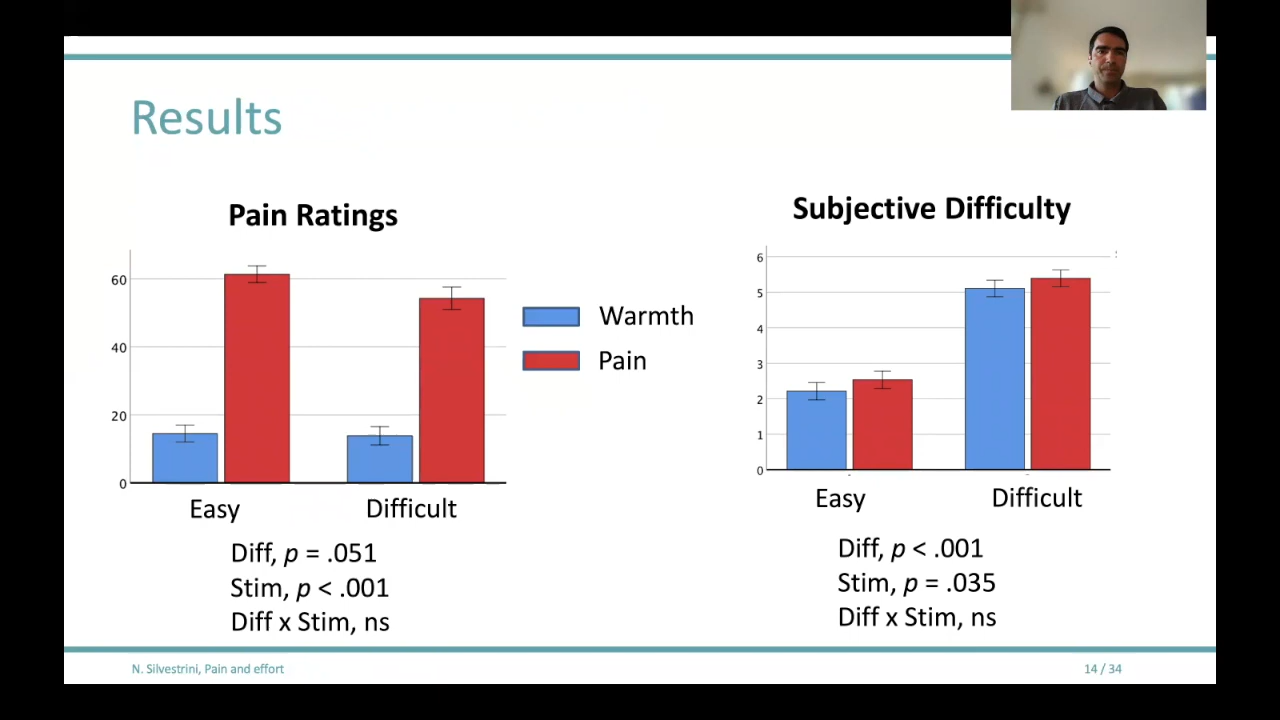 Results
Pain Ratings
60
40
20
0
Easy
Difficult
Diff, p = .051
Stim, p < .001
Diff x Stim, ns
Warmth
Pain
Subjective Difficulty
6
5
4
3
2
1
0
Easy
Difficult
Diff, p < .001
Stim, p = .035
Diff x Stim, ns
N. Silvestrini, Pain and effort
14 / 34